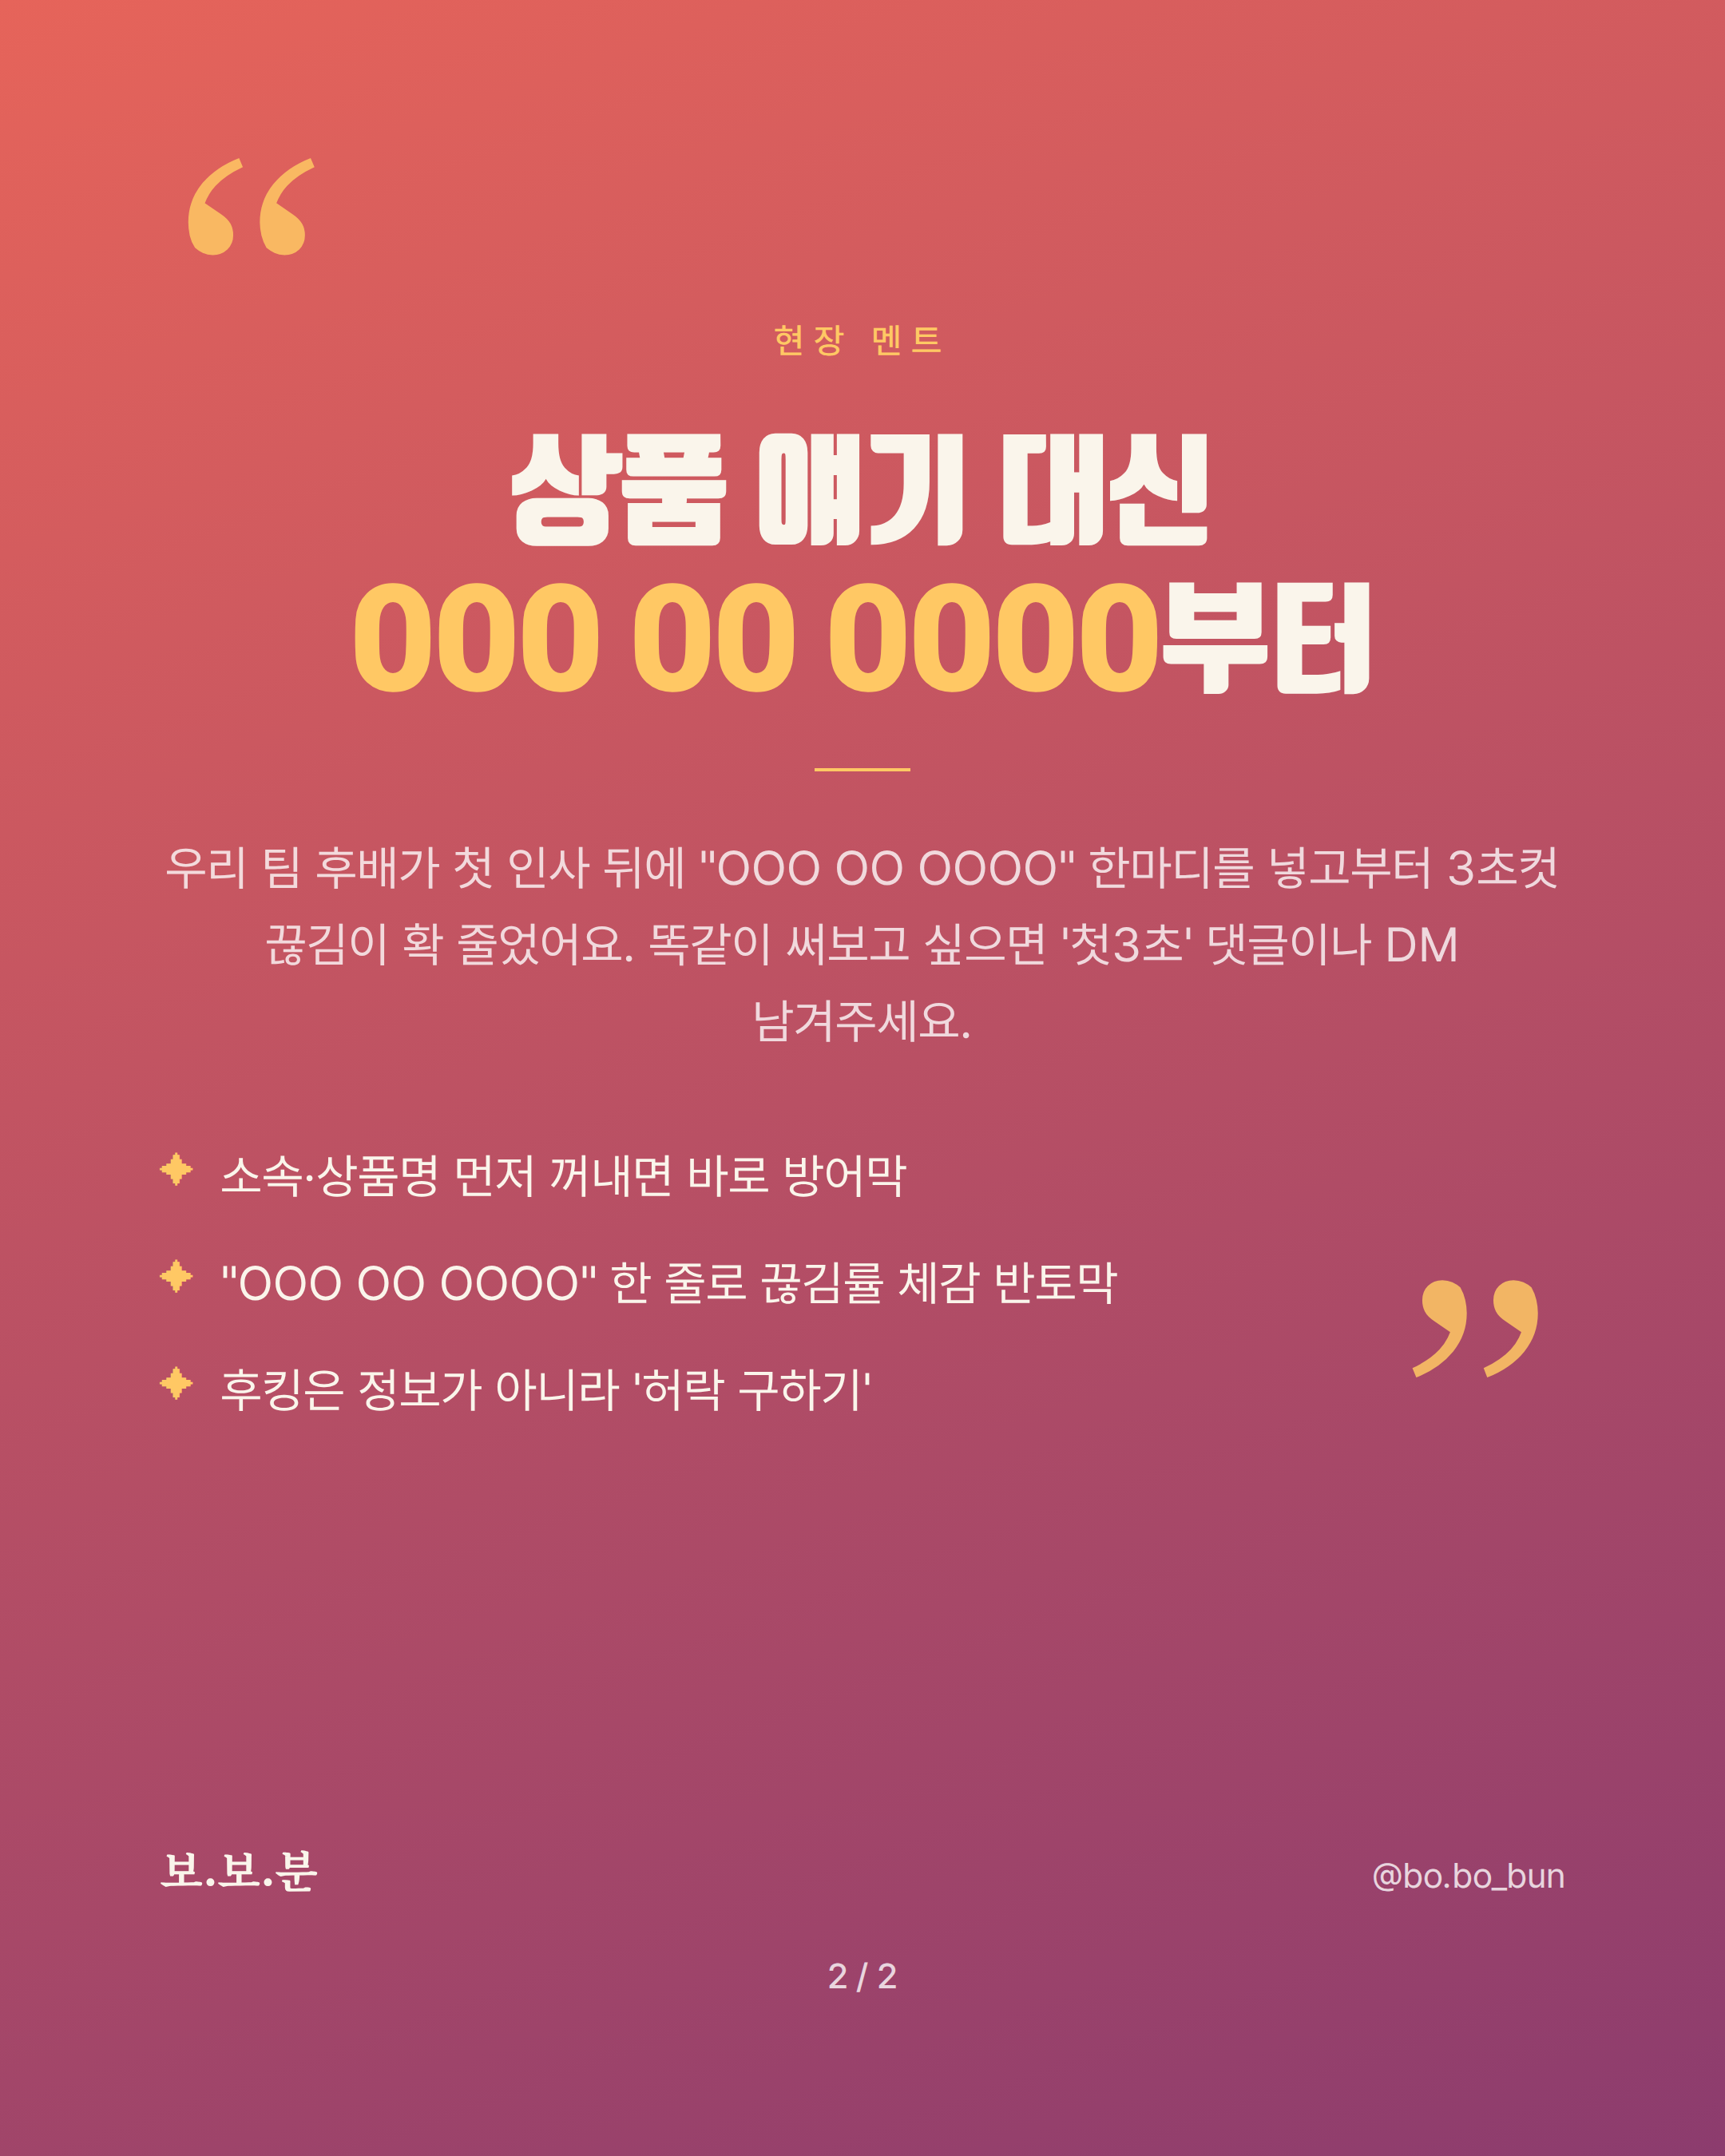 “
현장 멘트
상품 얘기 대신
OOO OO OOOO부터
우리 팀 후배가 첫 인사 뒤에 "OOO OO OOOO" 한마디를 넣고부터 3초컷
끊김이 확 줄었어요. 똑같이 써보고 싶으면 '첫3초' 댓글이나 DM
남겨주세요.
소속·상품명 먼저 꺼내면 바로 방어막
"OOO OO OOOO" 한 줄로 끊김률 체감 반토막
후킹은 정보가 아니라 '허락 구하기'
”
보.보.분
@bo.bo_bun
2 / 2